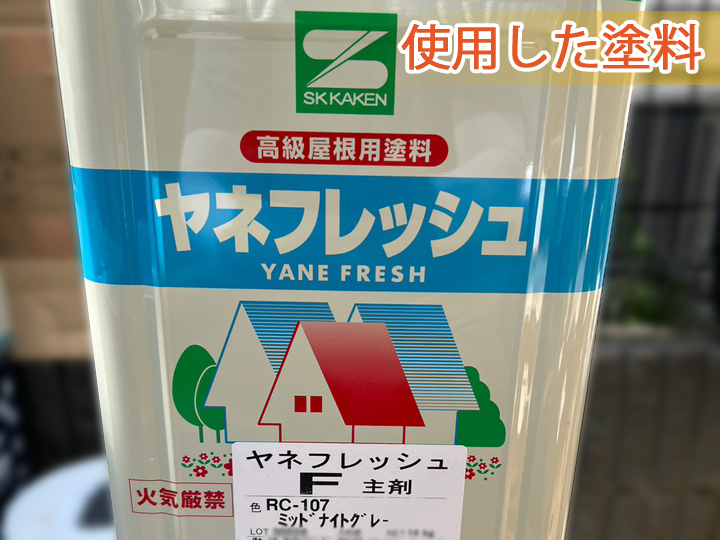 使用した塗料
SK KAKEN
高級屋根用塗料
ヤネフレッシュ
YANE FRESH
ヤネフレッシュ
F 主剤
火気厳禁
色 RC-107
ミッドナイトグレー
LOT